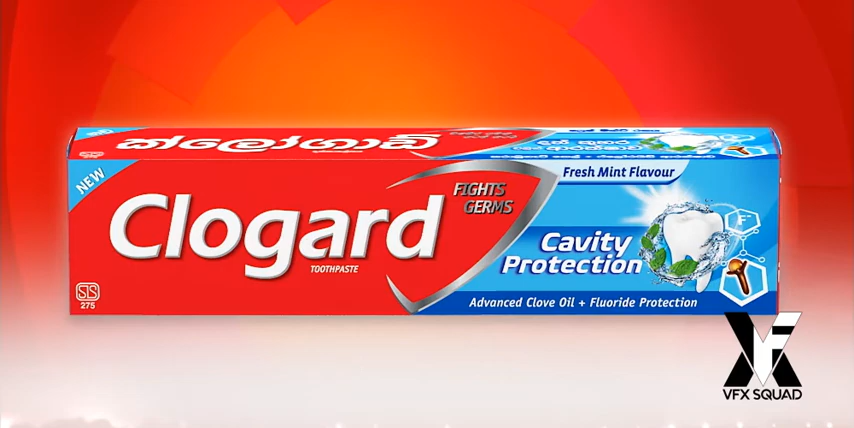 ක්ලෝගාඩ්
NEW
Clogard
TOOTHPASTE
FIGHTS
GERMS
Fresh Mint Flavour
Cavity
Protection
Advanced Clove Oil + Fluoride Protection
SLS
275
F-
VFX SQUAD